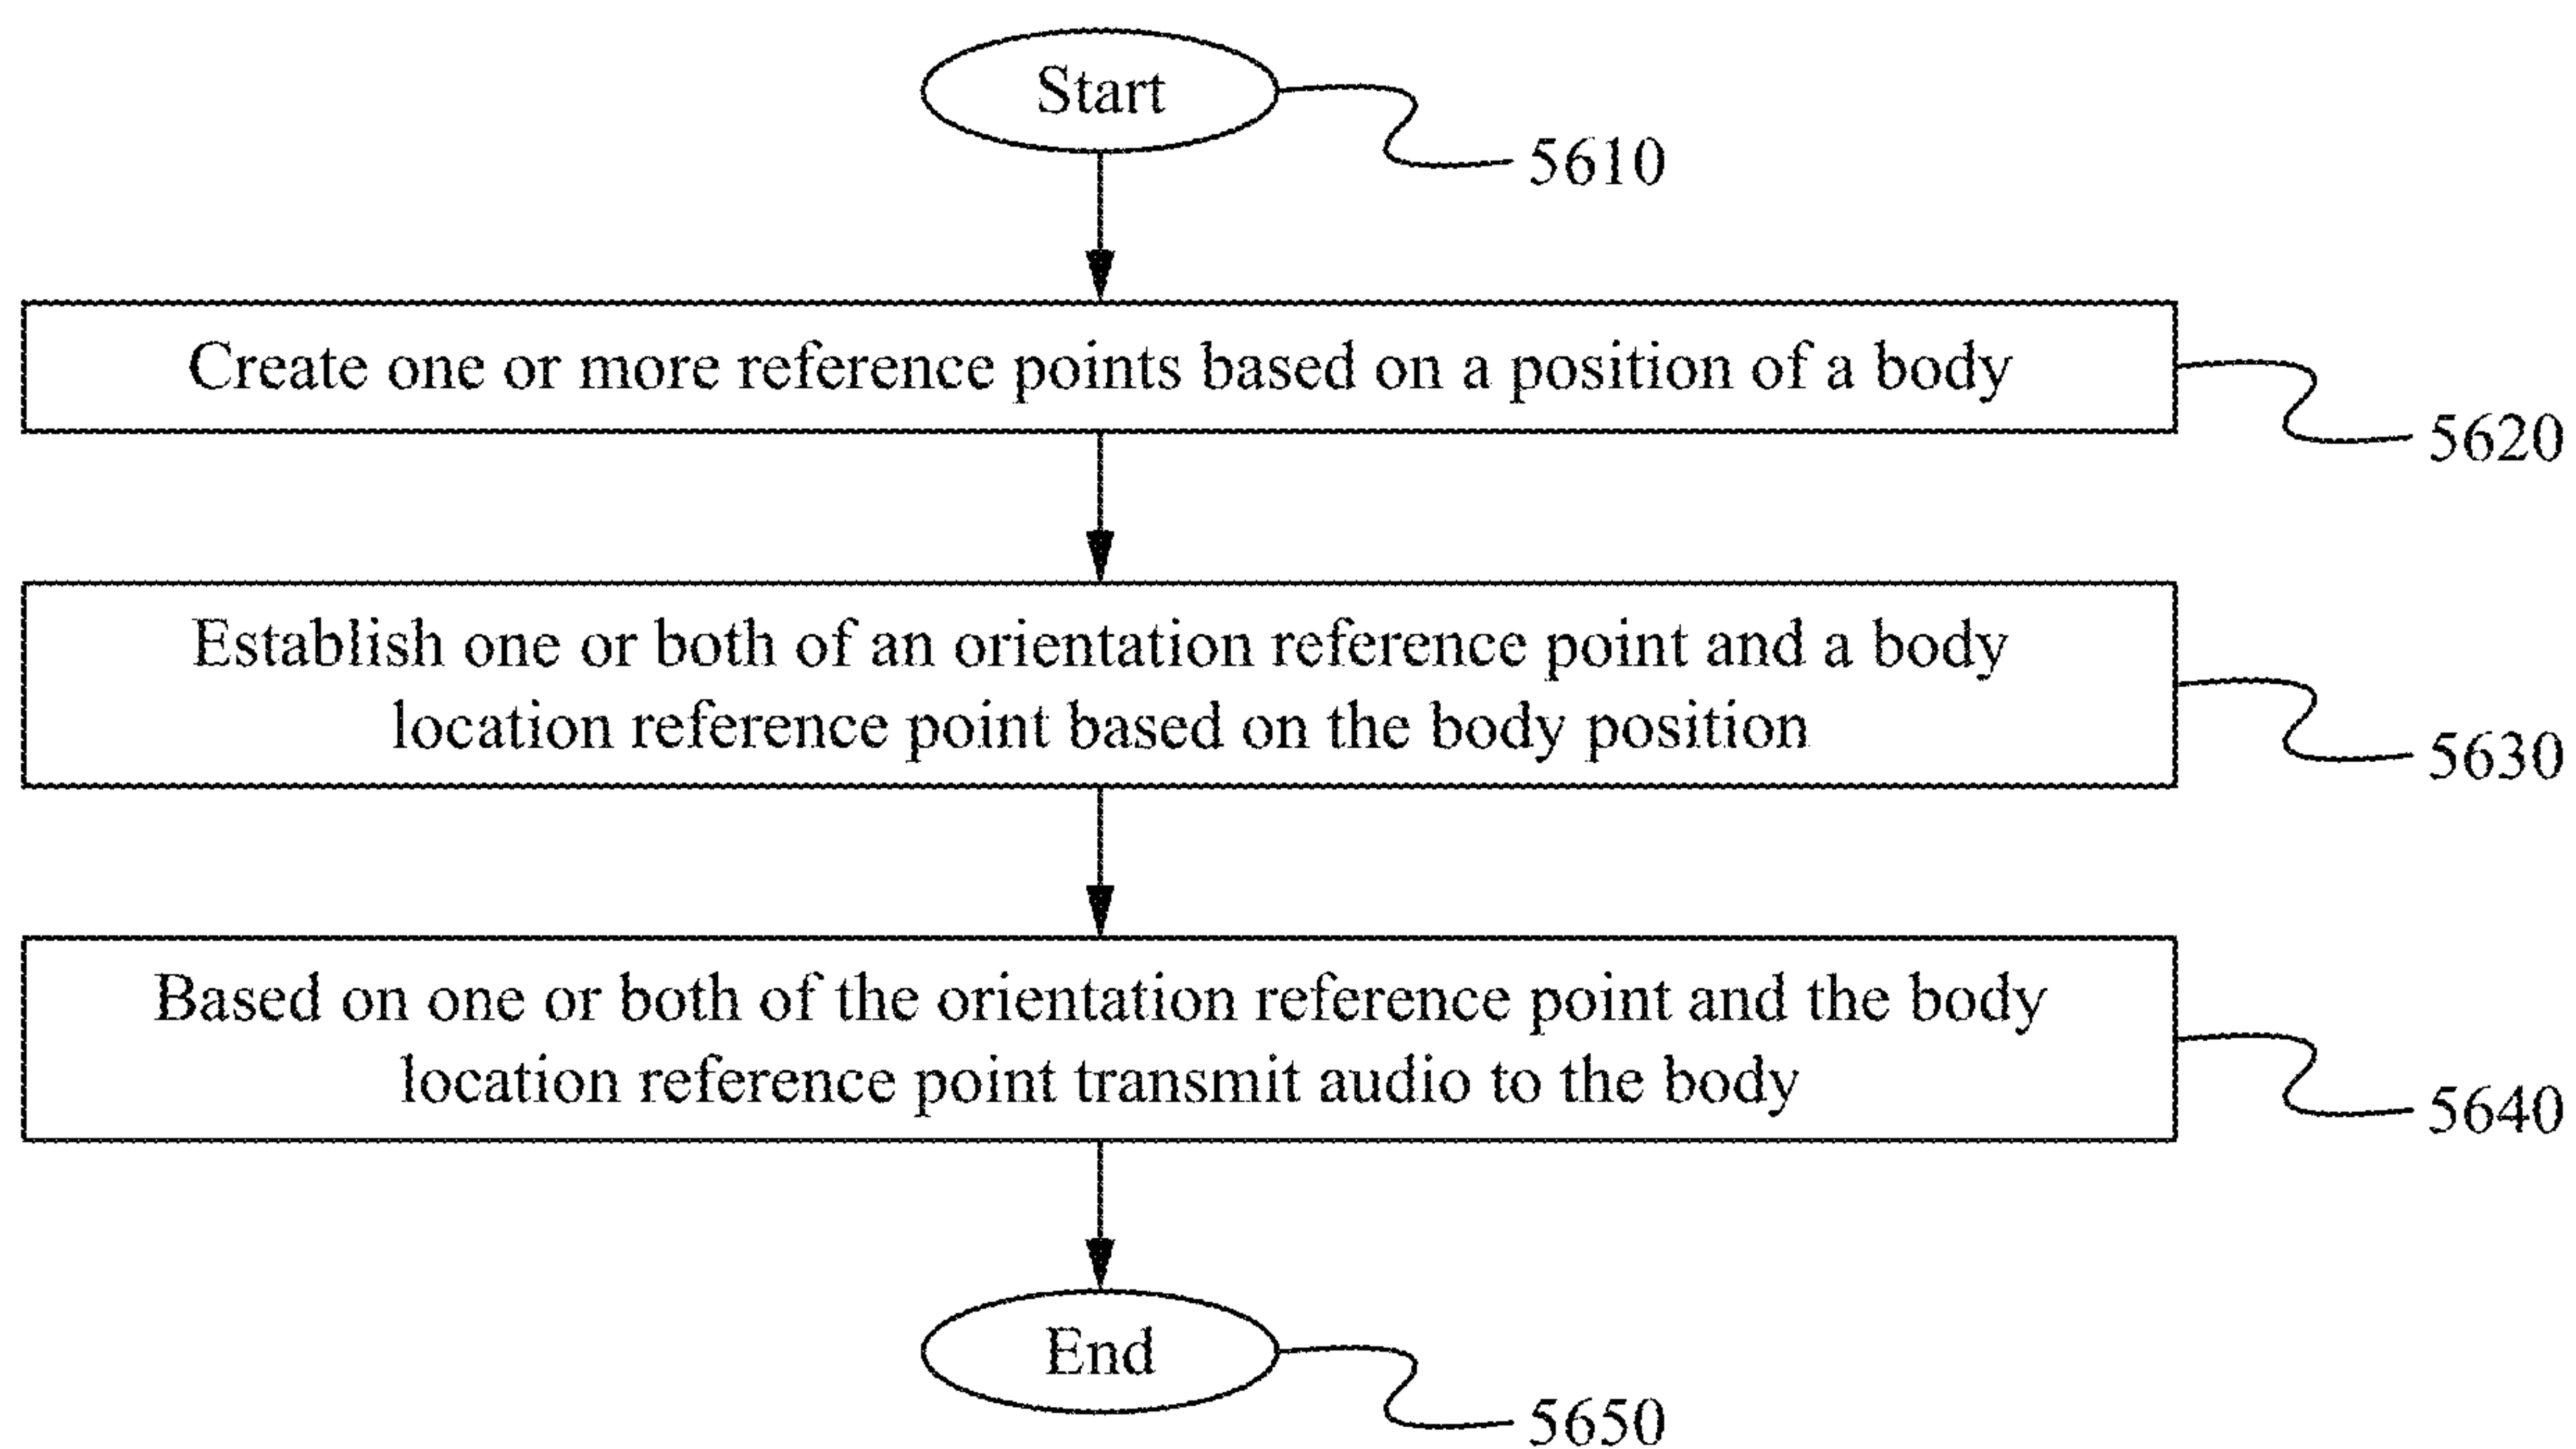 Start
5610
Create one or more reference points based on a position of a body
5620
Establish one or both of an orientation reference point and a body
location reference point based on the body position
5630
Based on one or both of the orientation reference point and the body
location reference point transmit audio to the body
5640
End
5650